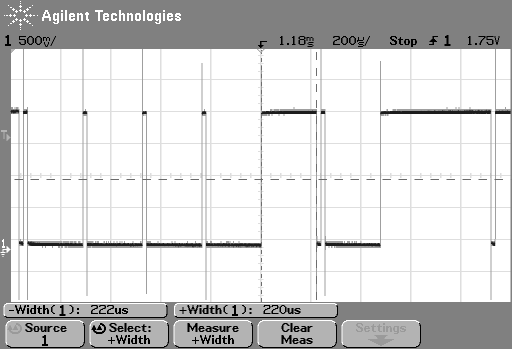 Agilent Technologies
1 500mV/ 1.18ms 200us/ Stop 1 1.75V
T
1
-Width(1): 222us +Width(1): 220us
Source Select: Measure Clear Settings
1 +Width +Width Meas